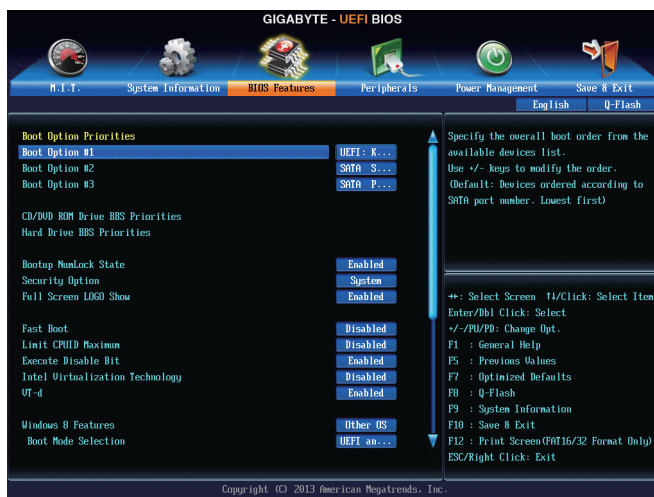 GIGABYTE - UEFI BIOS
M.I.T. System Information BIOS Features Peripherals Power Management Save & Exit
English Q-Flash
Boot Option Priorities
Boot Option #1 UEFI: K...
Boot Option #2 SATA S...
Boot Option #3 SATA P...
CD/DVD ROM Drive BBS Priorities
Hard Drive BBS Priorities
Bootup NumLock State Enabled
Security Option System
Full Screen LOGO Show Enabled
Fast Boot Disabled
Limit CPUID Maximum Disabled
Execute Disable Bit Enabled
Intel Virtualization Technology Disabled
VT-d Enabled
Windows 8 Features Other OS
Boot Mode Selection UEFI an...
Specify the overall boot order from the
available devices list.
Use +/- keys to modify the order.
(Default: Devices ordered according to
SATA port number. Lowest first)
→←: Select Screen ↑↓/Click: Select Item
Enter/Dbl Click: Select
+/-/PU/PD: Change Opt.
F1 : General Help
F5 : Previous Values
F7 : Optimized Defaults
F8 : Q-Flash
F9 : System Information
F10 : Save & Exit
F12 : Print Screen(FAT16/32 Format Only)
ESC/Right Click: Exit
Copyright (C) 2013 American Megatrends, Inc.